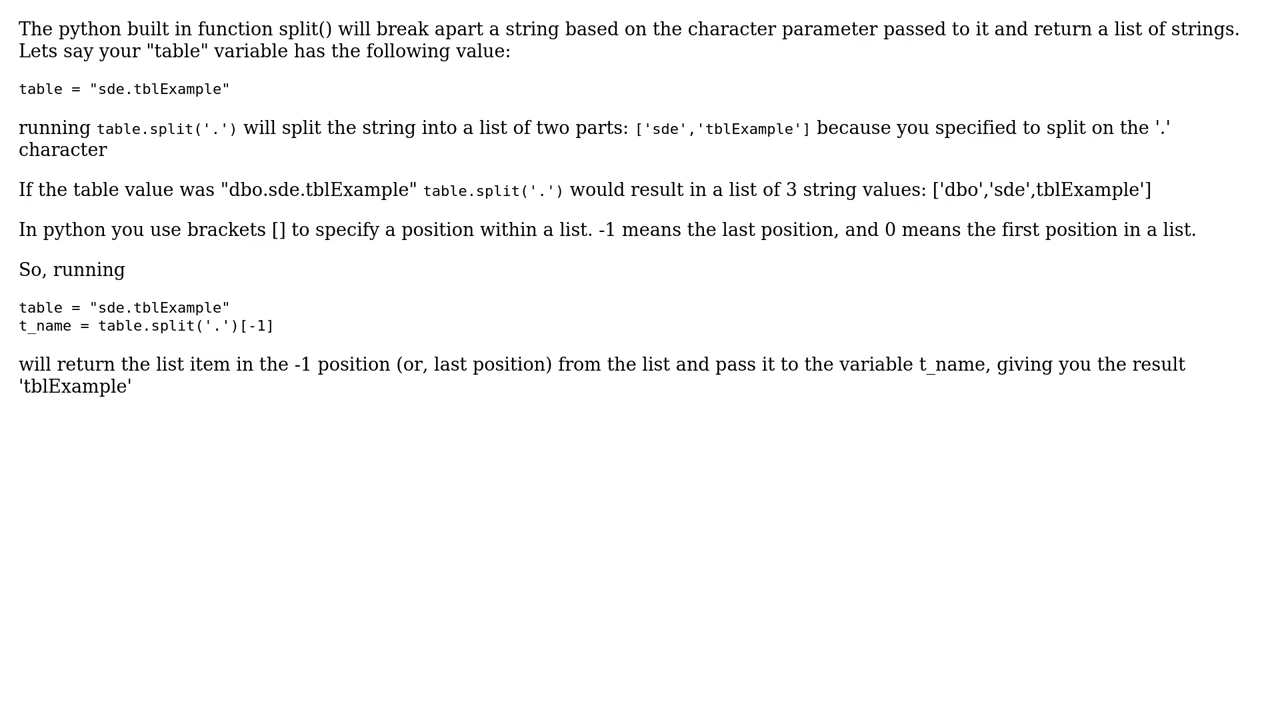 The python built in function split() will break apart a string based on the character parameter passed to it and return a list of strings.
Lets say your "table" variable has the following value:
table = "sde.tblExample"
running table.split('.') will split the string into a list of two parts: ['sde','tblExample'] because you specified to split on the '.'
character
If the table value was "dbo.sde.tblExample" table.split('.') would result in a list of 3 string values: ['dbo','sde',tblExample']
In python you use brackets [] to specify a position within a list. -1 means the last position, and 0 means the first position in a list.
So, running
table = "sde.tblExample"
t_name = table.split('.')[-1]
will return the list item in the -1 position (or, last position) from the list and pass it to the variable t_name, giving you the result
'tblExample'